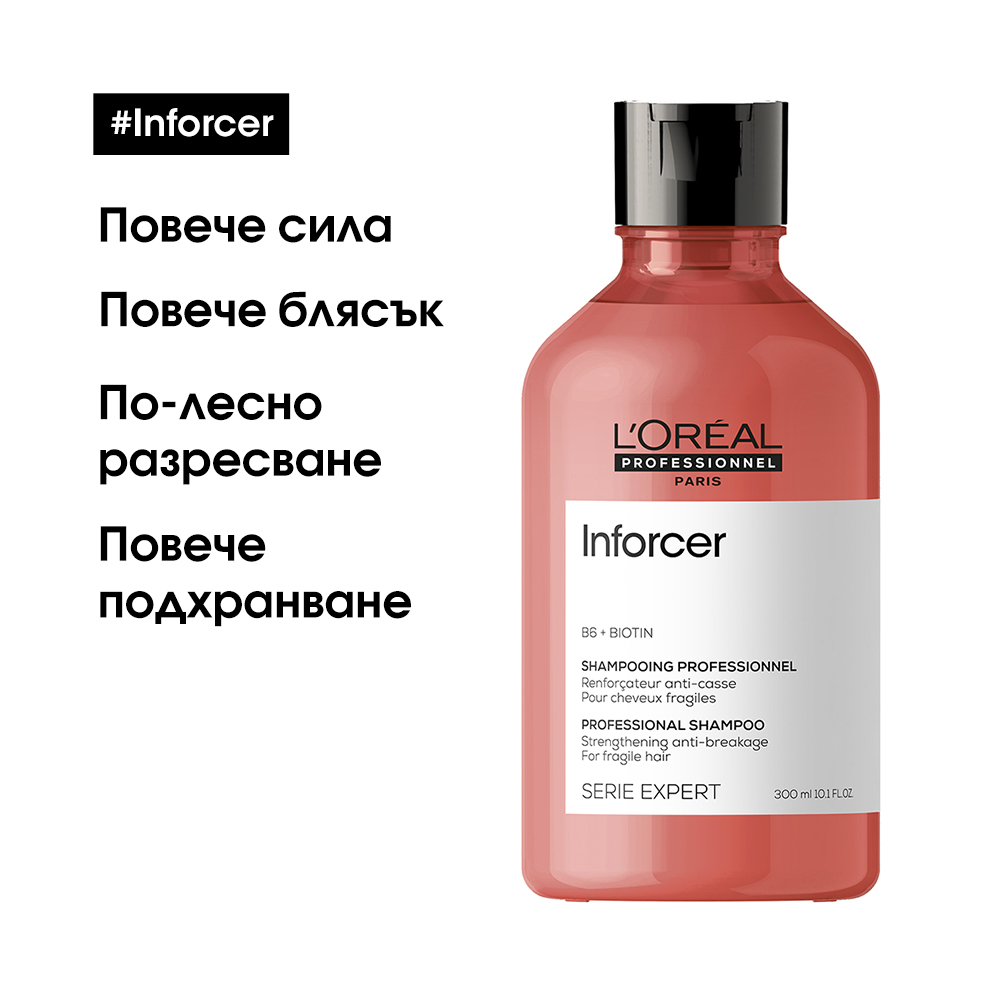 #Inforcer
Повече сила
Повече блясък
По-лесно
разресване
Повече
подхранване
L'ORÉAL
PROFESSIONNEL
PARIS
Inforcer
B6 + BIOTIN
SHAMPOOING PROFESSIONNEL
Renforçateur anti-casse
Pour cheveux fragiles
PROFESSIONAL SHAMPOO
Strengthening anti-breakage
For fragile hair
SERIE EXPERT
300 ml 10.1 FL.OZ.